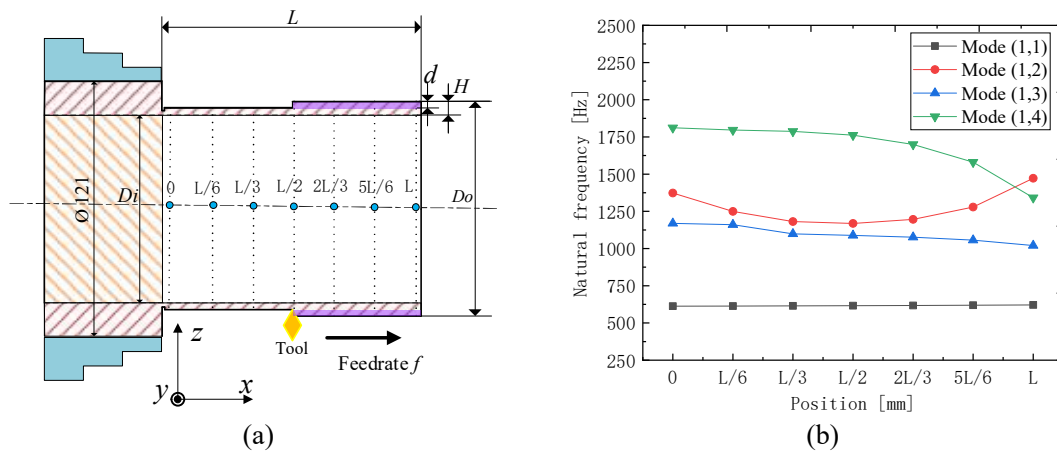 L
d
H
Ø 121
Di
0
L/6
L/3
L/2
2L/3
5L/6
L
Do
z
Tool
Feedrate f
y
x
(a)
Natural frequency [Hz]
2500
2250
2000
1750
1500
1250
1000
750
500
250
Mode (1,1)
Mode (1,2)
Mode (1,3)
Mode (1,4)
0
L/6
L/3
L/2
2L/3
5L/6
L
Position [mm]
(b)